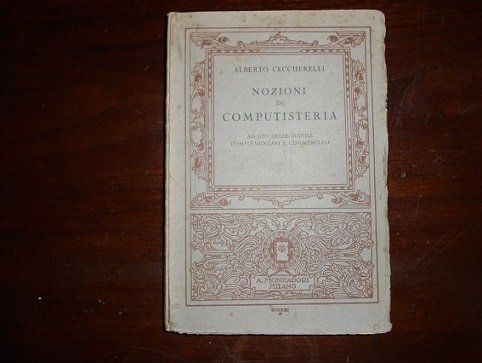 ALBERTO CECCHERELLI
NOZIONI
DI
COMPUTISTERIA
AD USO DELLE SCUOLE
COMPLEMENTARI E COMMERCIALI
A. MONDADORI
MILANO